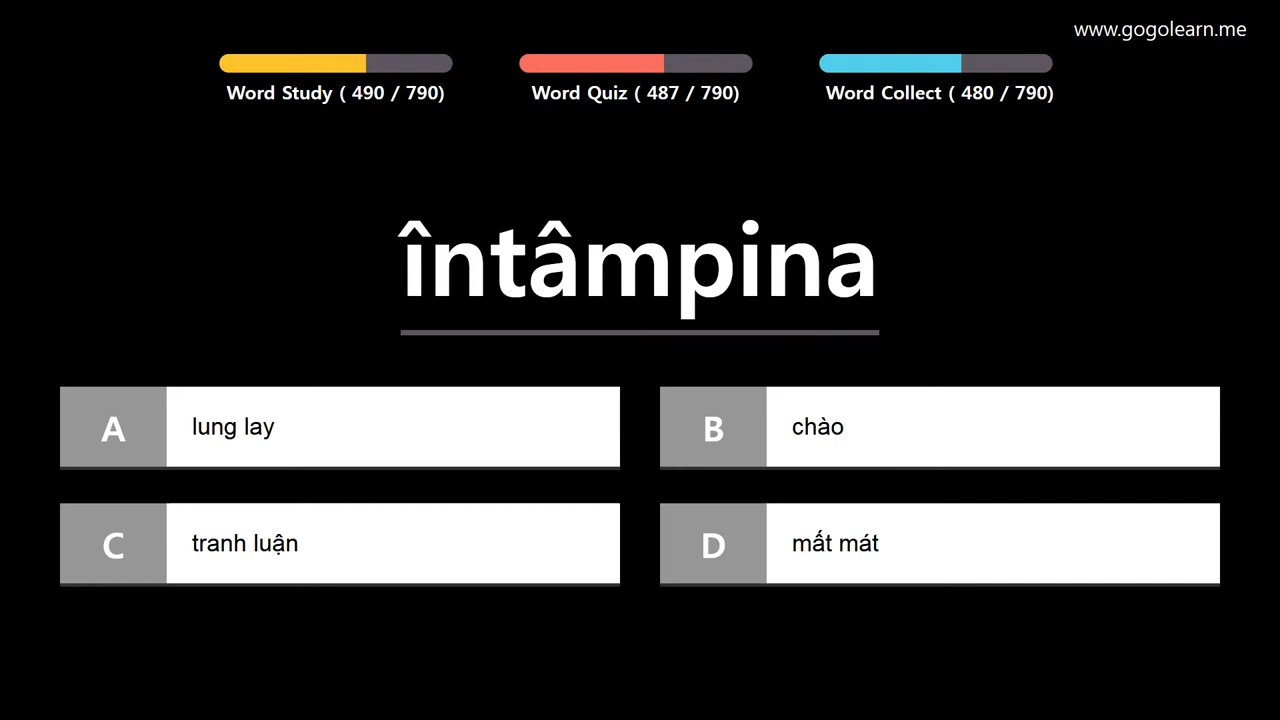 www.gogolearn.me
Word Study ( 490 / 790)
Word Quiz ( 487 / 790)
Word Collect ( 480 / 790)
întâmpina
A
lung lay
B
chào
C
tranh luận
D
mất mát